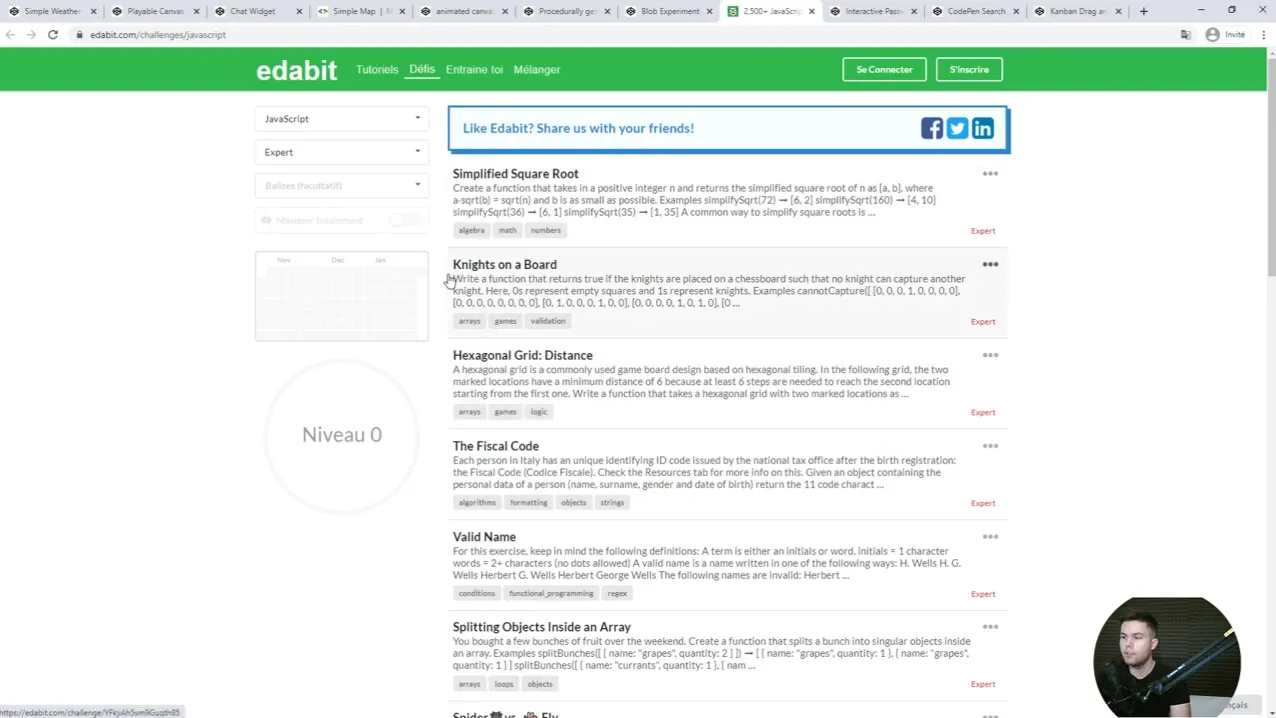 Simple Weather
Playable Canvas
Chat Widget
Simple Map
animated canvas
Procedurally ge
Blob Experiment
2,500+ JavaScrip
Interactive Pass
CodePen Search
Kanban Drag an
edabit.com/challenges/javascript
Invité
edabit
Tutoriels
Défis
Entraine toi
Mélanger
Se Connecter
S'inscrire
JavaScript
Expert
Balises (facultatif)
Masquer totalement
Nov Dec Jan
Niveau 0
Like Edabit? Share us with your friends!
Simplified Square Root
Create a function that takes in a positive integer n and returns the simplified square root of n as [a, b], where
a·sqrt(b) = sqrt(n) and b is as small as possible. Examples simplifySqrt(72) ➞ [6, 2] simplifySqrt(160) ➞ [4, 10]
simplifySqrt(36) ➞ [6, 1] simplifySqrt(35) ➞ [1, 35] A common way to simplify square roots is ...
algebra math numbers
Expert
Knights on a Board
Write a function that returns true if the knights are placed on a chessboard such that no knight can capture another
knight. Here, 0s represent empty squares and 1s represent knights. Examples cannotCapture([ [0, 0, 0, 1, 0, 0, 0, 0],
[0, 0, 0, 0, 0, 0, 0, 0], [0, 1, 0, 0, 0, 1, 0, 0], [0, 0, 0, 0, 1, 0, 1, 0], [0 ...
arrays games validation
Expert
Hexagonal Grid: Distance
A hexagonal grid is a commonly used game board design based on hexagonal tiling. In the following grid, the two
marked locations have a minimum distance of 6 because at least 6 steps are needed to reach the second location
starting from the first one. Write a function that takes a hexagonal grid with two marked locations as ...
arrays games logic
Expert
The Fiscal Code
Each person in Italy has an unique identifying ID code issued by the national tax office after the birth registration:
the Fiscal Code (Codice Fiscale). Check the Resources tab for more info on this. Given an object containing the
personal data of a person (name, surname, gender and date of birth) return the 11 code charact ...
algorithms formatting objects strings
Expert
Valid Name
For this exercise, keep in mind the following definitions: A term is either an initials or word. initials = 1 character
words = 2+ characters (no dots allowed) A valid name is a name written in one of the following ways: H. Wells H. G.
Wells Herbert G. Wells Herbert George Wells The following names are invalid: Herbert ...
conditions functional_programming regex
Expert
Splitting Objects Inside an Array
You bought a few bunches of fruit over the weekend. Create a function that splits a bunch into singular objects inside
an array. Examples splitBunches([ { name: "grapes", quantity: 2 } ]) ➞ [ { name: "grapes", quantity: 1 }, { name: "grapes",
quantity: 1 } ] splitBunches([ { name: "currants", quantity: 1 }, { nam ...
arrays loops objects
Expert
Spider vs. Fly